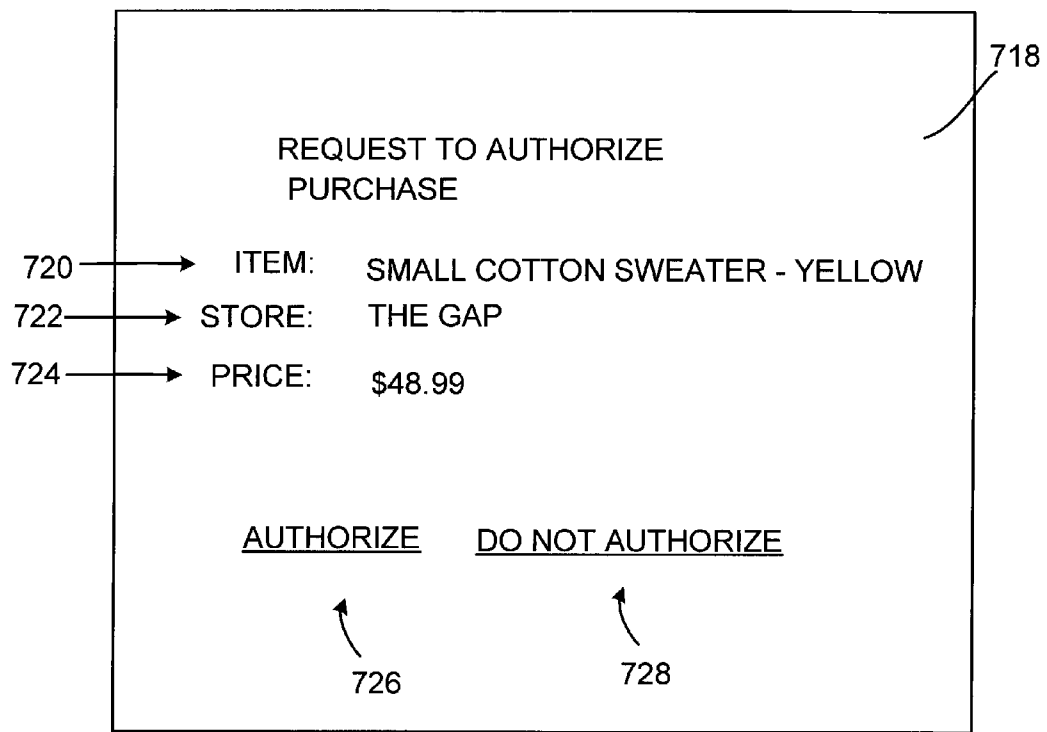 718
REQUEST TO AUTHORIZE
PURCHASE
720 ITEM: SMALL COTTON SWEATER - YELLOW
722 STORE: THE GAP
724 PRICE: $48.99
AUTHORIZE DO NOT AUTHORIZE
726 728